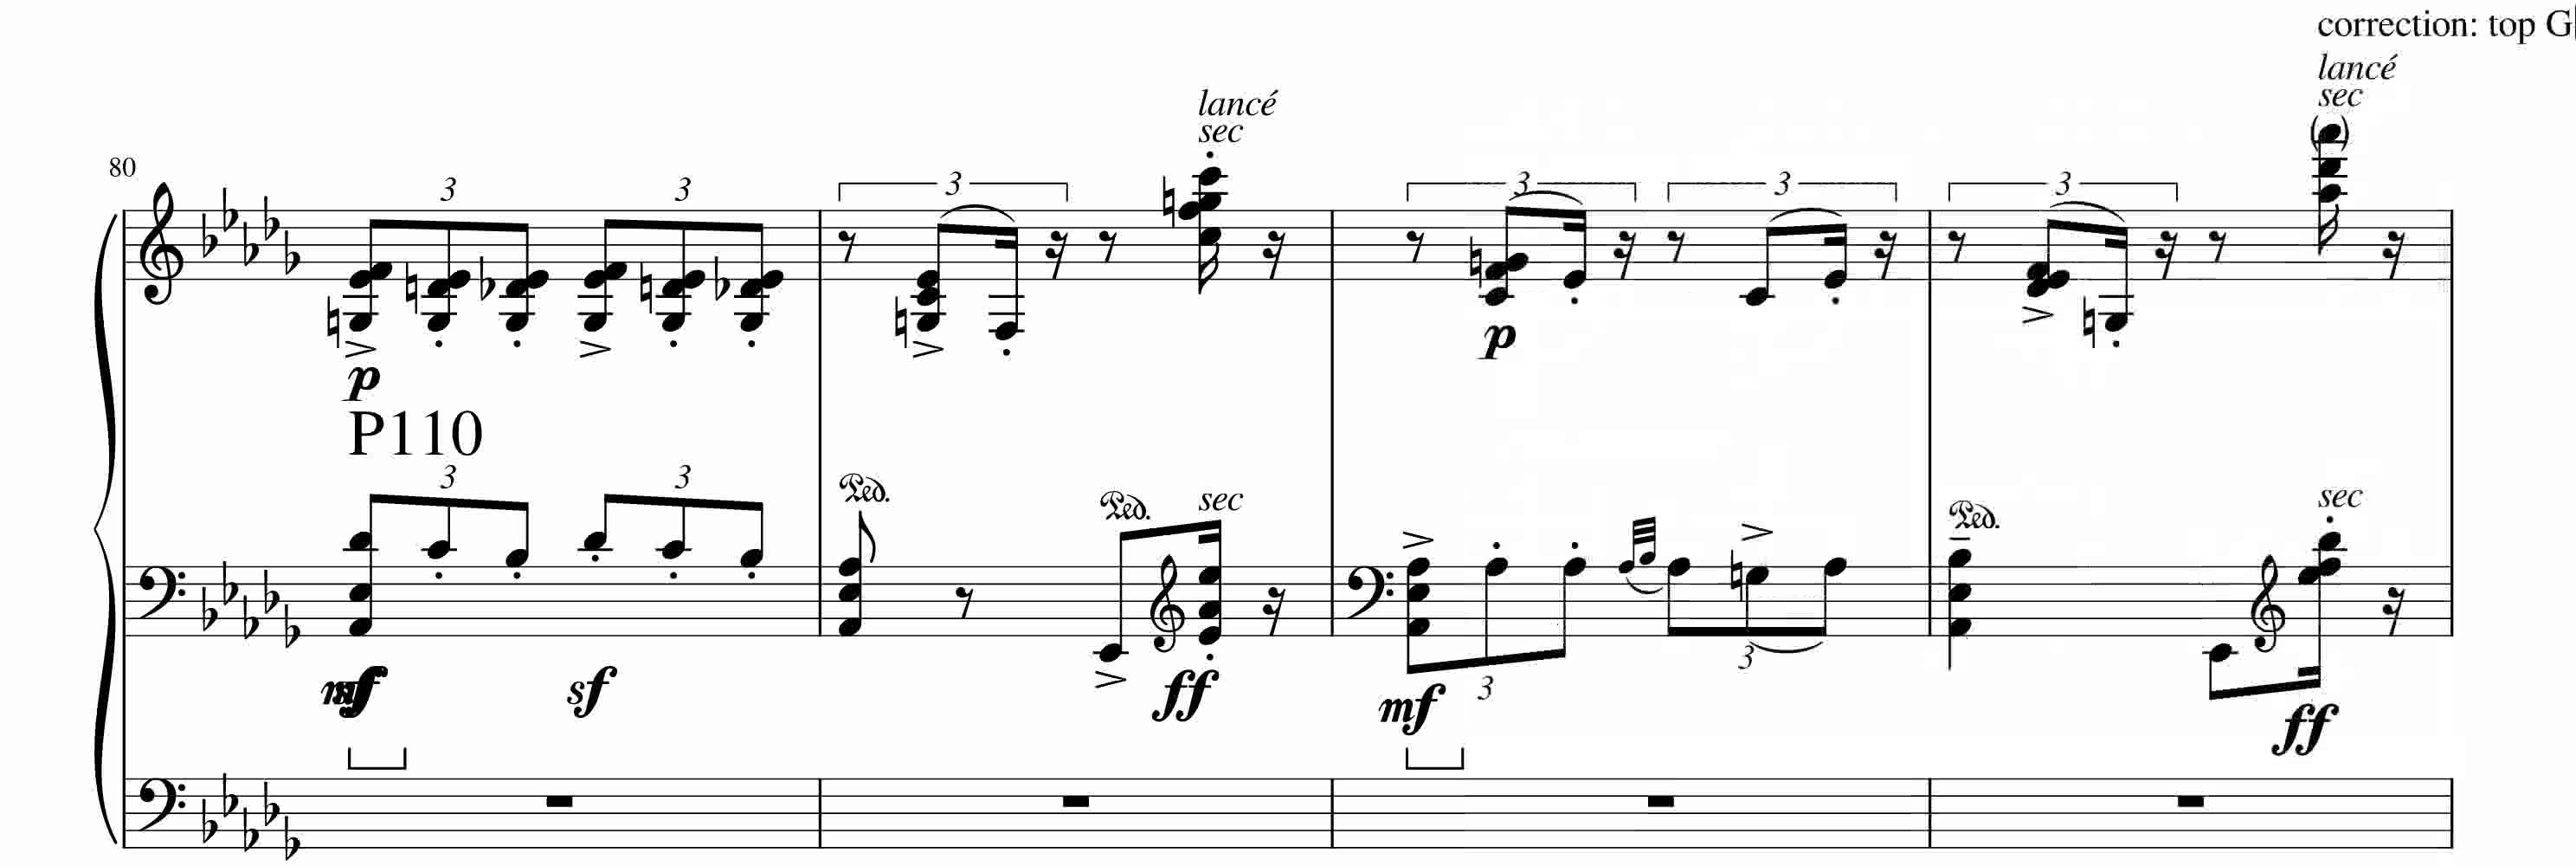 correction: top G
lancé
sec
lancé
sec
80
3
3
3
3
3
3
p
p
P110
3
3
Ped.
Ped.
sec
Ped.
sec
mf
sf
sf
ff
mf
3
3
ff